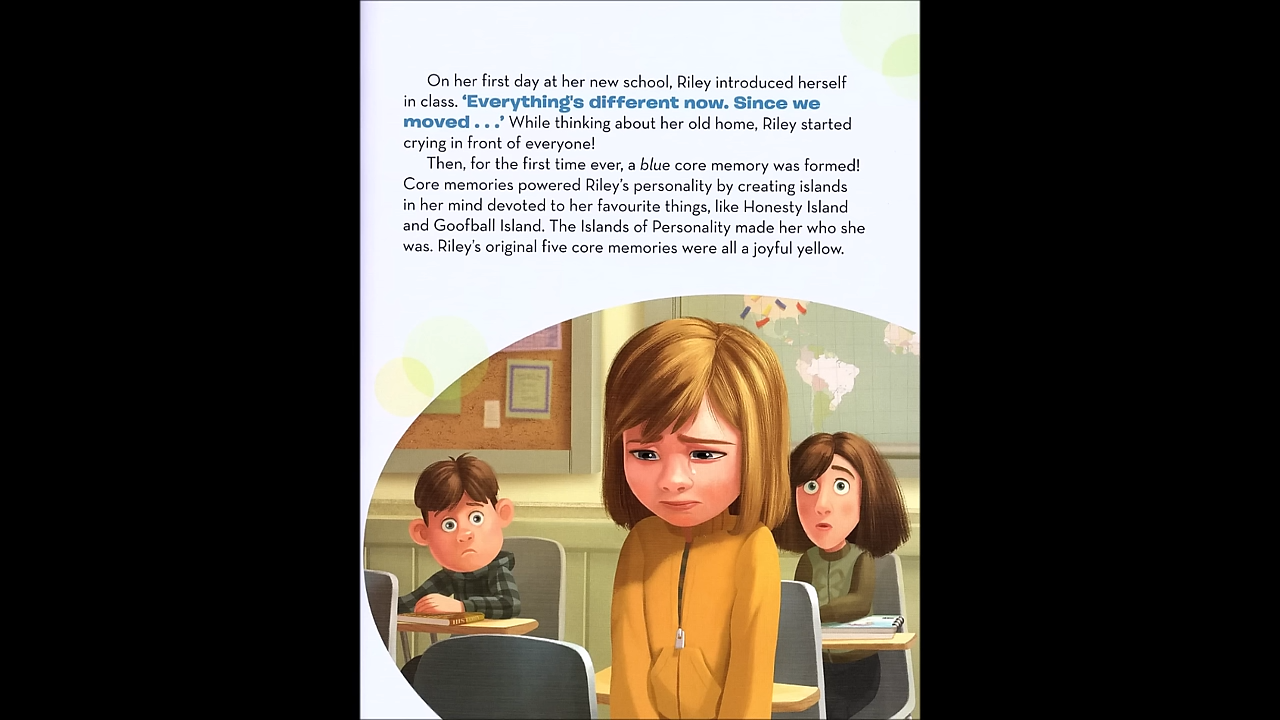 On her first day at her new school, Riley introduced herself
in class. ‘Everything's different now. Since we
moved . . .’ While thinking about her old home, Riley started
crying in front of everyone!
Then, for the first time ever, a blue core memory was formed!
Core memories powered Riley’s personality by creating islands
in her mind devoted to her favourite things, like Honesty Island
and Goofball Island. The Islands of Personality made her who she
was. Riley’s original five core memories were all a joyful yellow.